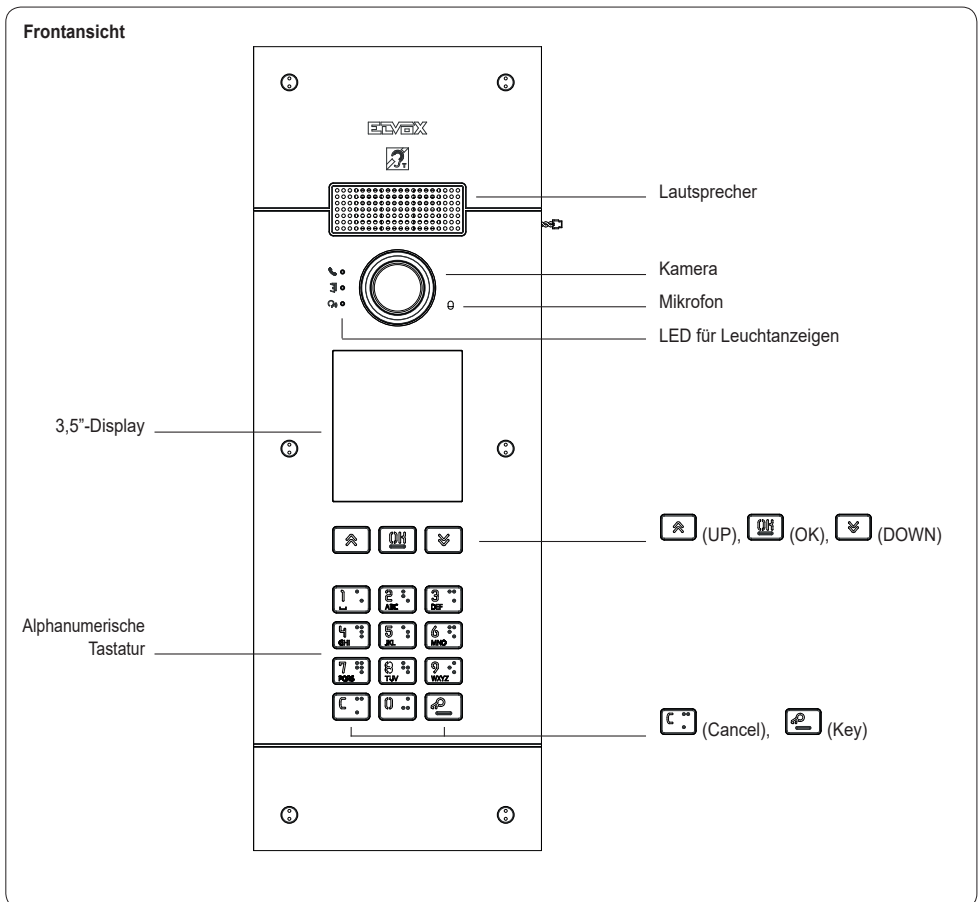 Frontansicht
ELVOX
T
Lautsprecher
Kamera
Mikrofon
LED für Leuchtanzeigen
3,5”-Display
OK
(UP), OK (OK), (DOWN)
1 2 ABC 3 DEF
Alphanumerische
Tastatur
4 GHI 5 JKL 6 MNO
7 PQRS 8 TUV 9 WXYZ
C 0
C (Cancel), (Key)